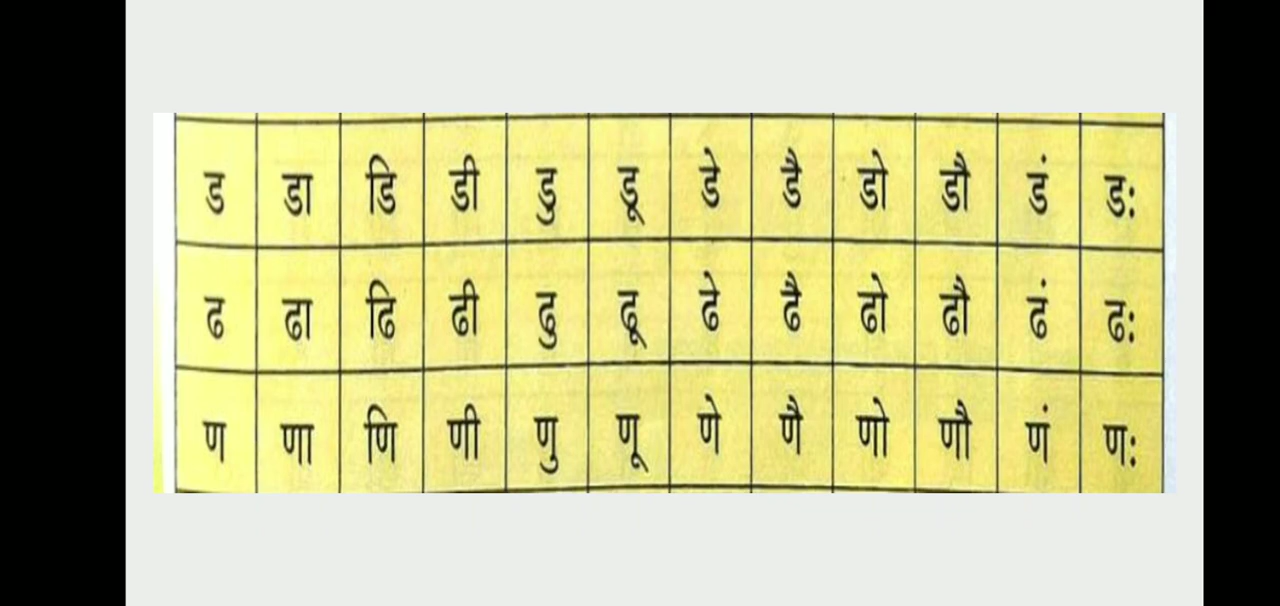 ड डा डि डी डु डू डे डै डो डौ डं डः
ढ ढा ढि ढी ढु ढू ढे ढै ढो ढौ ढं ढः
ण णा णि णी णु णू णे णै णो णौ णं णः